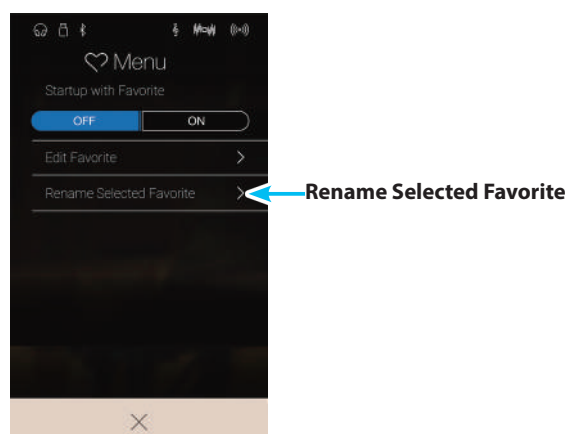 Menu
Startup with Favorite
OFF ON
Edit Favorite
Rename Selected Favorite
Rename Selected Favorite